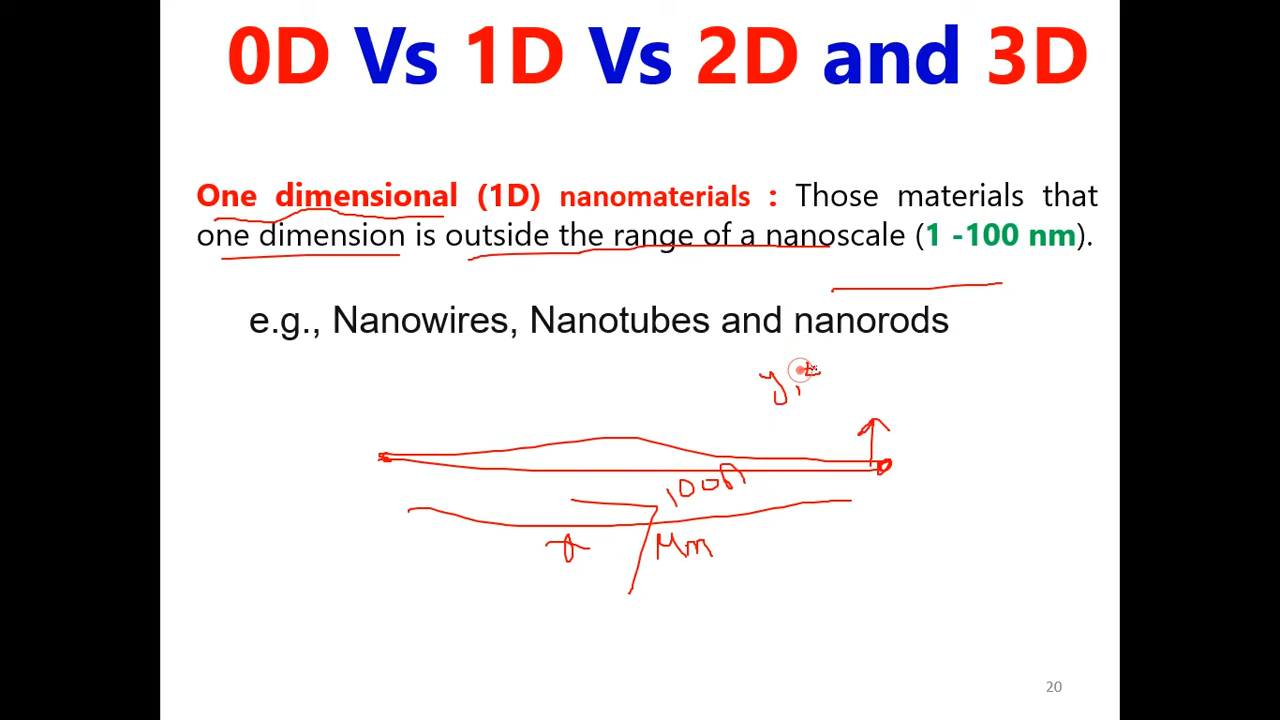 0D Vs 1D Vs 2D and 3D
One dimensional (1D) nanomaterials : Those materials that
one dimension is outside the range of a nanoscale (1 -100 nm).
e.g., Nanowires, Nanotubes and nanorods
y,
100n
μm
20